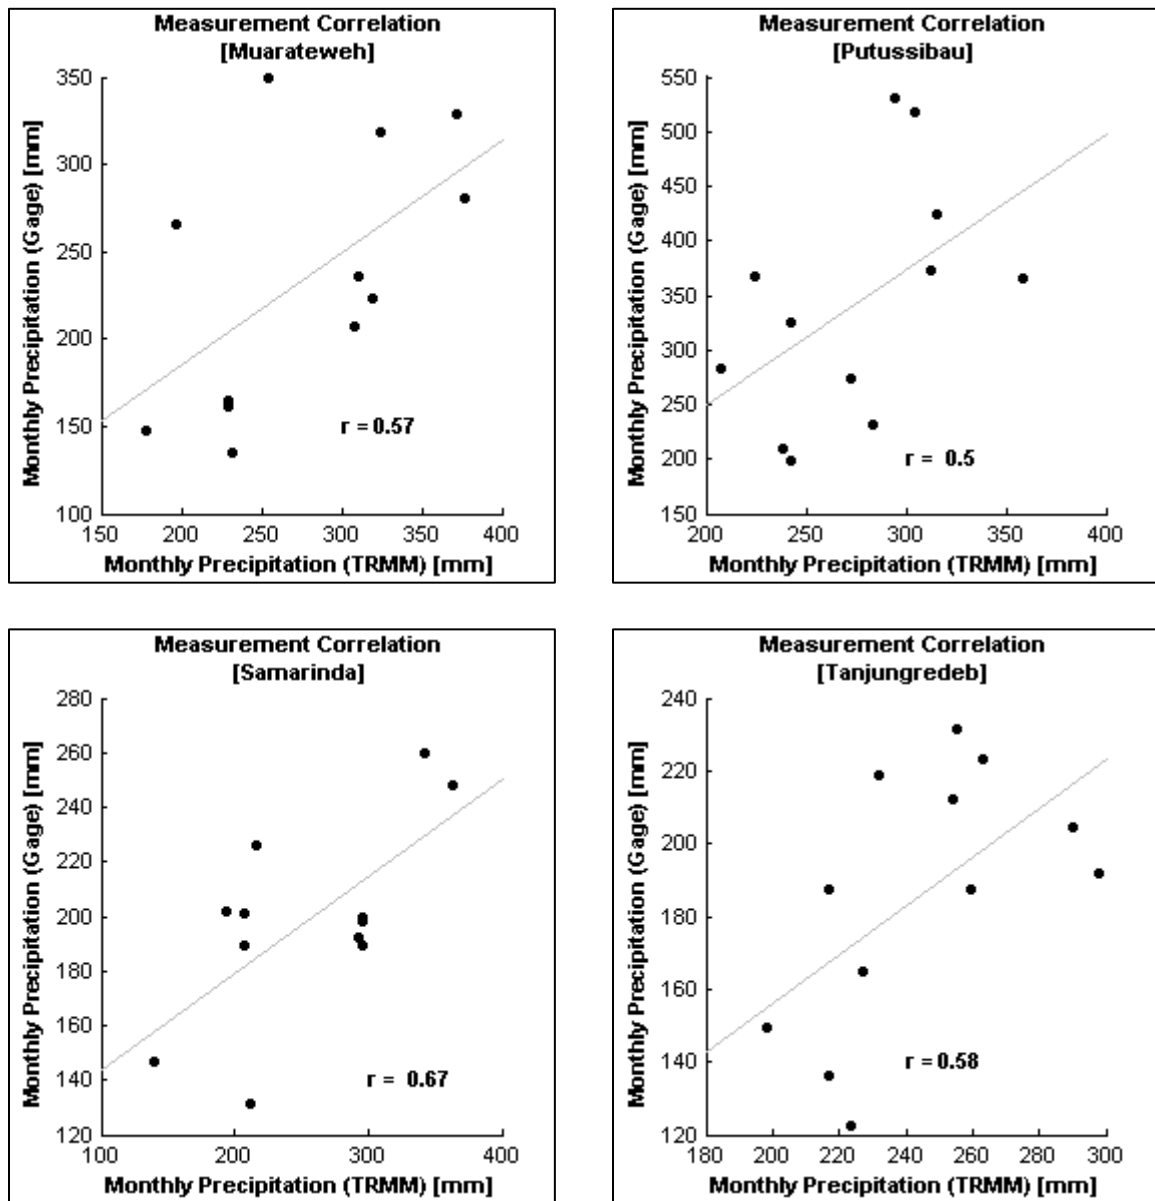 Measurement Correlation
[Muarateweh]
Monthly Precipitation (Gage) [mm]
350
300
250
200
150
100
r = 0.57
150 200 250 300 350 400
Monthly Precipitation (TRMM) [mm]
Measurement Correlation
[Putussibau]
Monthly Precipitation (Gage) [mm]
550
500
450
400
350
300
250
200
150
r = 0.5
200 300 400
Monthly Precipitation (TRMM) [mm]
Measurement Correlation
[Samarinda]
Monthly Precipitation (Gage) [mm]
280
260
240
220
200
180
160
140
120
r = 0.67
100 200 300 400
Monthly Precipitation (TRMM) [mm]
Measurement Correlation
[Tanjungredeb]
Monthly Precipitation (Gage) [mm]
240
220
200
180
160
140
120
r = 0.58
180 200 220 240 260 280 300
Monthly Precipitation (TRMM) [mm]